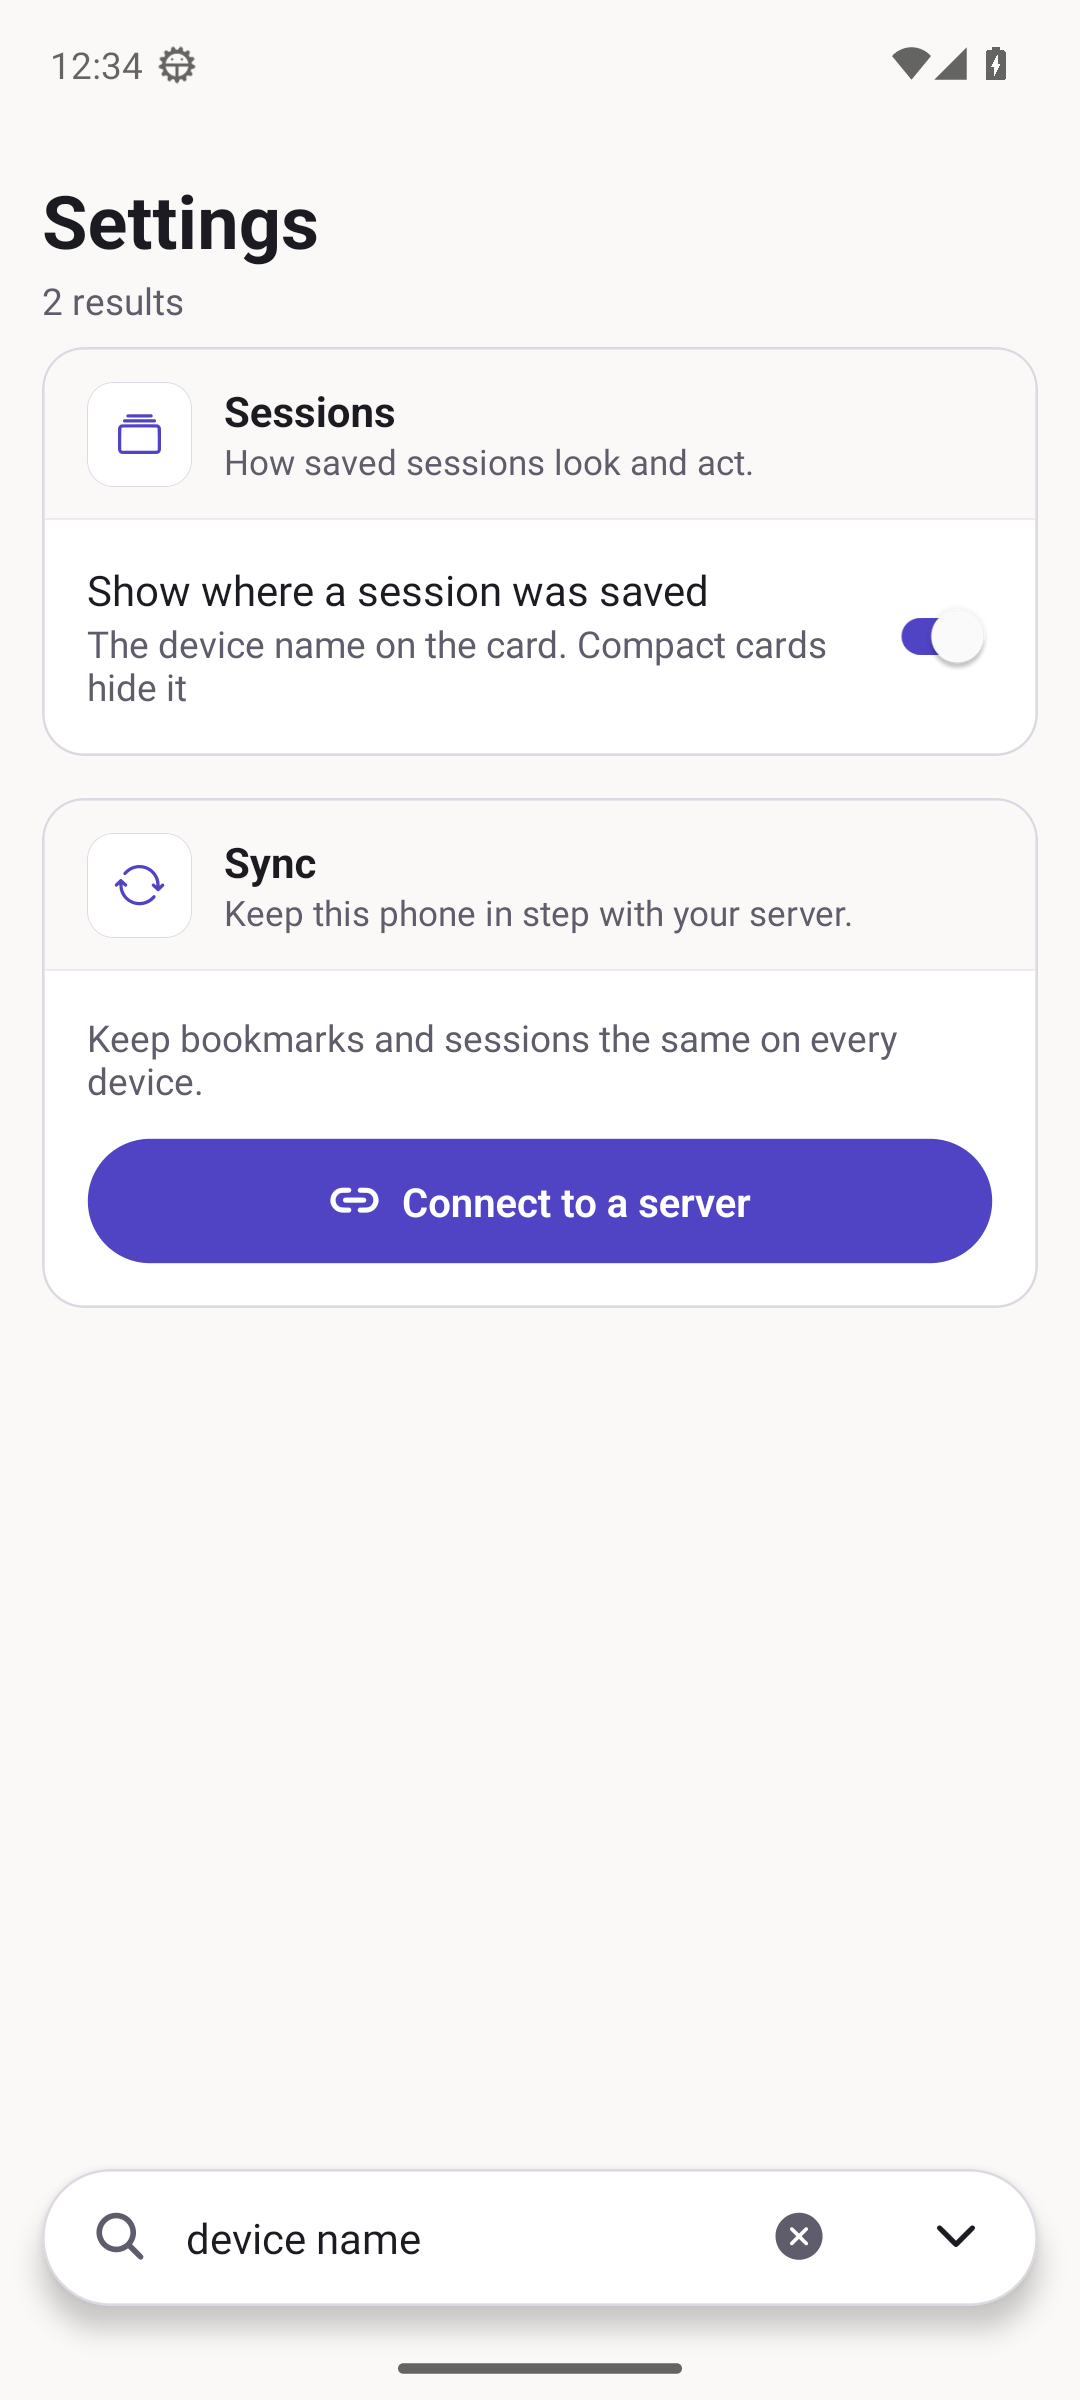 12:34
Settings
2 results
Sessions
How saved sessions look and act.
Show where a session was saved
The device name on the card. Compact cards
hide it
Sync
Keep this phone in step with your server.
Keep bookmarks and sessions the same on every
device.
Connect to a server
device name